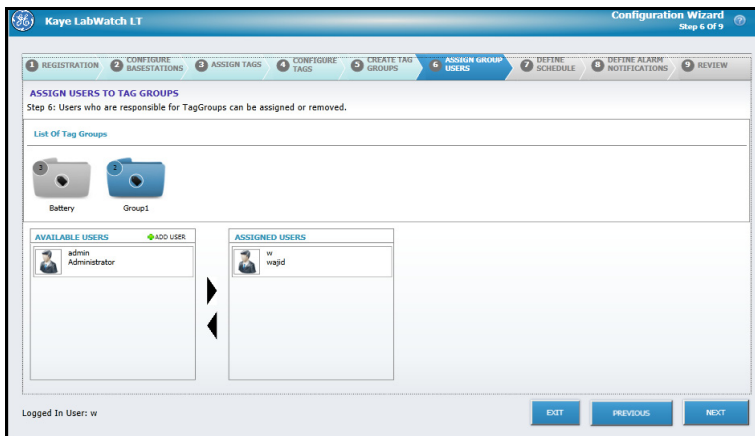 Kaye LabWatch LT
Configuration Wizard
Step 6 Of 9
1 REGISTRATION
2 CONFIGURE BASESTATIONS
3 ASSIGN TAGS
4 CONFIGURE TAGS
5 CREATE TAG GROUPS
6 ASSIGN GROUP USERS
7 DEFINE SCHEDULE
8 DEFINE ALARM NOTIFICATIONS
9 REVIEW
ASSIGN USERS TO TAG GROUPS
Step 6: Users who are responsible for TagGroups can be assigned or removed.
List Of Tag Groups
3
2
Battery
Group1
AVAILABLE USERS
ADD USER
admin
Administrator
ASSIGNED USERS
w
wajid
Logged In User: w
EXIT
PREVIOUS
NEXT